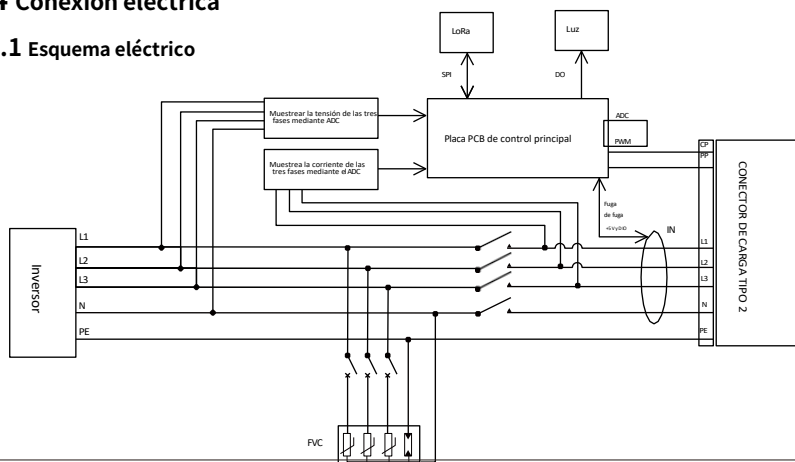 4 Conexión eléctrica
.1 Esquema eléctrico
LoRa
Luz
SPI
DO
Muestrear la tensión de las tres
fases mediante ADC
Placa PCB de control principal
ADC
PWM
Muestrea la corriente de las
tres fases mediante el ADC
CP
PP
CONECTOR DE CARGA TIPO 2
Fuga
de fuga
IN
Inversor
L1
L2
L3
N
PE
L1
L2
L3
N
PE
FVC